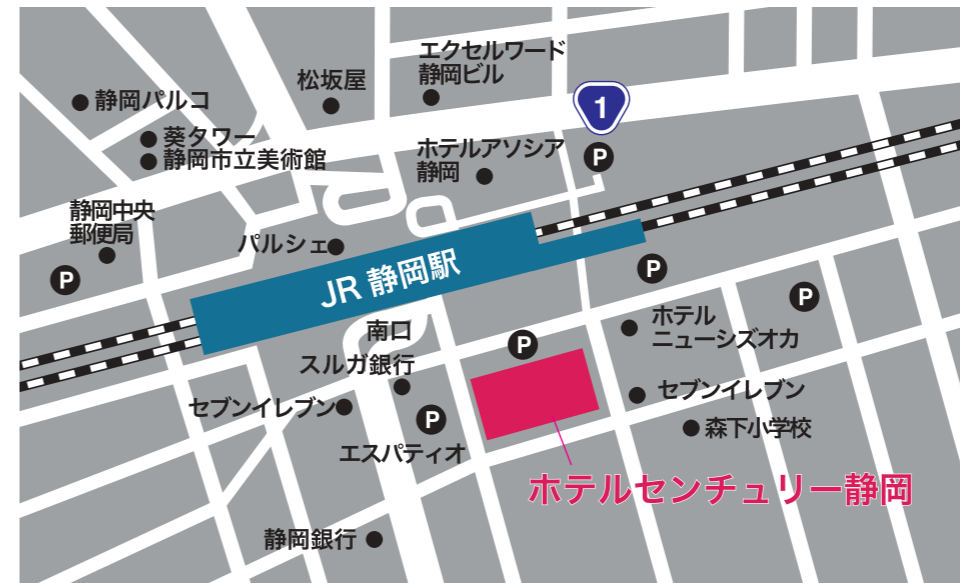 エクセルワード
静岡ビル
松坂屋
静岡パルコ
1
葵タワー
静岡市立美術館
ホテルアソシア
静岡
P
静岡中央
郵便局
パルシェ
P
JR 静岡駅
P
P
南口
P
ホテル
ニューシズオカ
スルガ銀行
セブンイレブン
セブンイレブン
P
森下小学校
エスパティオ
ホテルセンチュリー静岡
静岡銀行